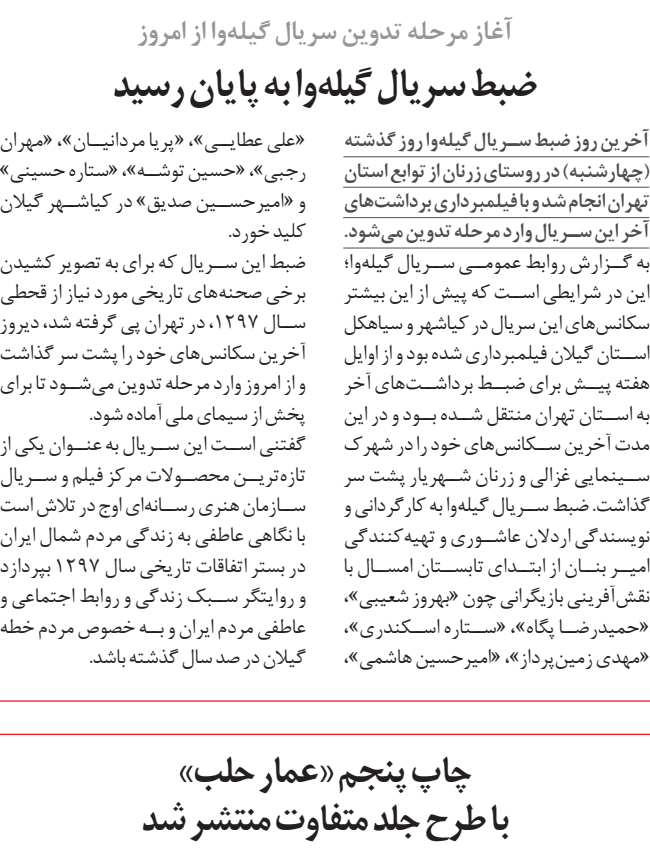 آغاز مرحله تدوین سریال گیله‌وا از امروز
ضبط سریال گیله‌وا به پایان رسید
آخرین روز ضبط سریال گیله‌وا روز گذشته
(چهارشنبه) در روستای زرنان از توابع استان
تهران انجام شد و با فیلمبرداری برداشت‌های
آخر این سریال وارد مرحله تدوین می‌شود.
به گزارش روابط عمومی سریال گیله‌وا؛
این در شرایطی است که پیش از این بیشتر
سکانس‌های این سریال در کیاشهر و سیاهکل
استان گیلان فیلمبرداری شده بود و از اوایل
هفته پیش برای ضبط برداشت‌های آخر
به استان تهران منتقل شده بود و در این
مدت آخرین سکانس‌های خود را در شهرک
سینمایی غزالی و زرنان شهریار پشت سر
گذاشت. ضبط سریال گیله‌وا به کارگردانی و
نویسندگی اردلان عاشوری و تهیه‌کنندگی
امیر بنان از ابتدای تابستان امسال با
نقش‌آفرینی بازیگرانی چون «بهروز شعیبی»،
«حمیدرضا پگاه»، «ستاره اسکندری»،
«مهدی زمین‌پرداز»، «امیرحسین هاشمی»،
«علی عطایی»، «پریا مردانیان»، «مهران
رجبی»، «حسین توشه»، «ستاره حسینی»
و «امیرحسین صدیق» در کیاشهر گیلان
کلید خورد.
ضبط این سریال که برای به تصویر کشیدن
برخی صحنه‌های تاریخی مورد نیاز از قحطی
سال ۱۲۹۷، در تهران پی گرفته شد، دیروز
آخرین سکانس‌های خود را پشت سر گذاشت
و از امروز وارد مرحله تدوین می‌شود تا برای
پخش از سیمای ملی آماده شود.
گفتنی است این سریال به عنوان یکی از
تازه‌ترین محصولات مرکز فیلم و سریال
سازمان هنری رسانه‌ای اوج در تلاش است
با نگاهی عاطفی به زندگی مردم شمال ایران
در بستر اتفاقات تاریخی سال ۱۲۹۷ بپردازد
و روایتگر سبک زندگی و روابط اجتماعی و
عاطفی مردم ایران و به خصوص مردم خطه
گیلان در صد سال گذشته باشد.
چاپ پنجم «عمار حلب»
با طرح جلد متفاوت منتشر شد